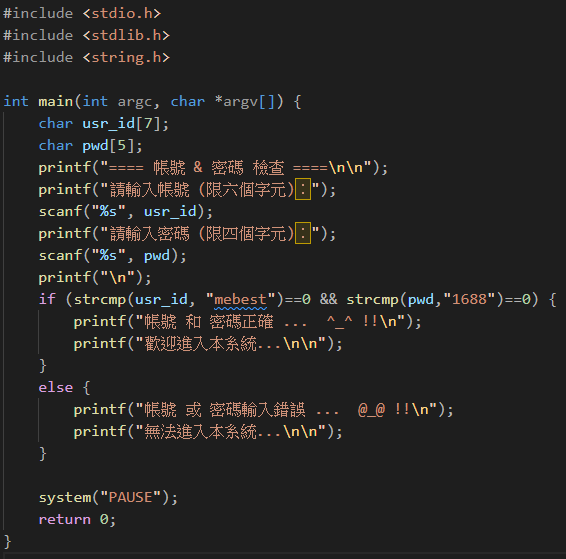 #include <stdio.h>
#include <stdlib.h>
#include <string.h>
int main(int argc, char *argv[]) {
char usr_id[7];
char pwd[5];
printf("==== 帳號 & 密碼 檢查 ====\n\n");
printf("請輸入帳號 (限六個字元)：");
scanf("%s", usr_id);
printf("請輸入密碼 (限四個字元)：");
scanf("%s", pwd);
printf("\n");
if (strcmp(usr_id, "mebest")==0 && strcmp(pwd,"1688")==0) {
printf("帳號 和 密碼正確 ...  ^_^ !!\n");
printf("歡迎進入本系統...\n\n");
}
else {
printf("帳號 或 密碼輸入錯誤 ...  @_@ !!\n");
printf("無法進入本系統...\n\n");
}
system("PAUSE");
return 0;
}